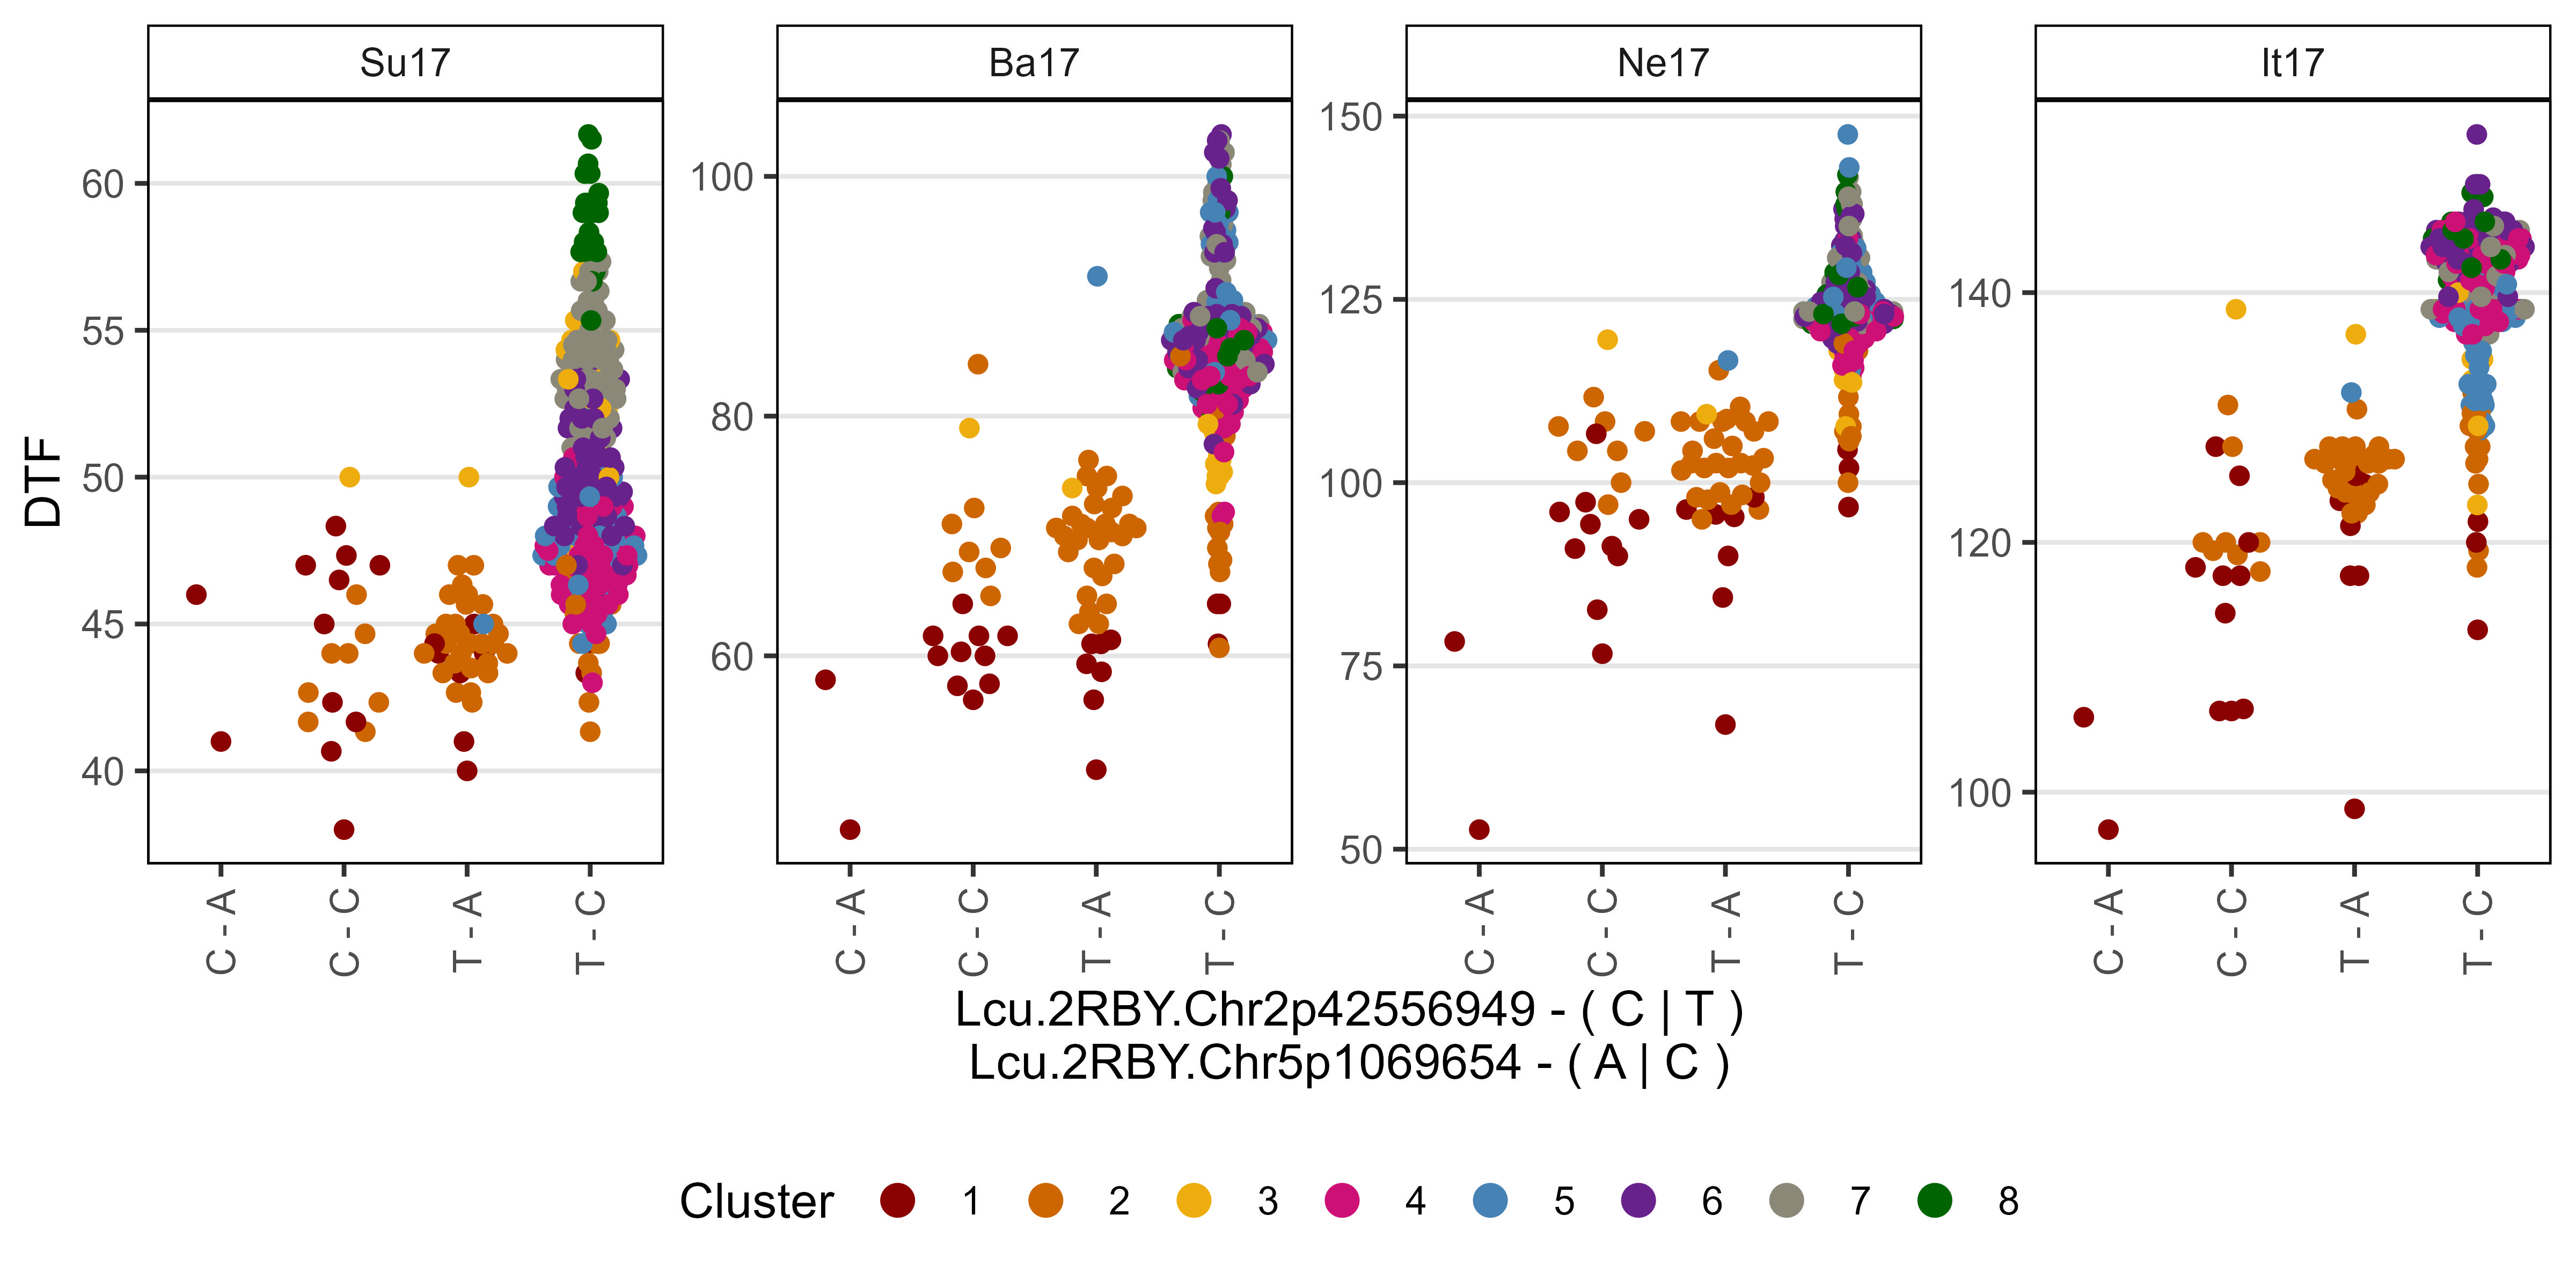 Su17 Ba17 Ne17 It17
DTF
60
55
50
45
40
C - A C - C T - A T - C
100
80
60
C - A C - C T - A T - C
150
125
100
75
50
C - A C - C T - A T - C
140
120
100
C - A C - C T - A T - C
Lcu.2RBY.Chr2p42556949 - ( C | T )
Lcu.2RBY.Chr5p1069654 - ( A | C )
Cluster 1 2 3 4 5 6 7 8